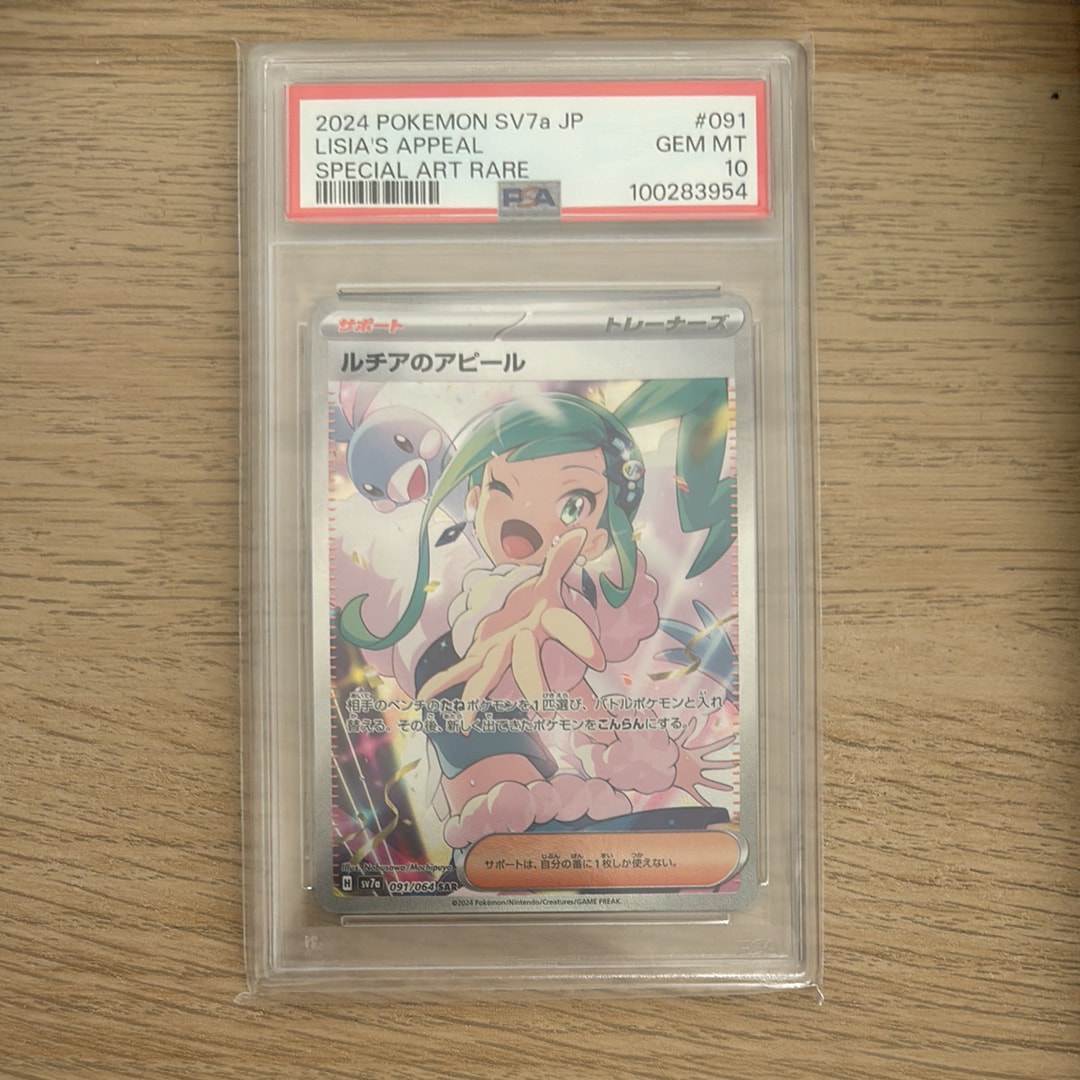 2024 POKEMON SV7a JP #091
LISIA'S APPEAL GEM MT
SPECIAL ART RARE 10
PSA 100283954
サポート トレーナーズ
ルチアのアピール
相手のベンチのたねポケモンを1匹選び、バトルポケモンと入れ
替える。その後、新しく出てきたポケモンをこんらんにする。
サポートは、自分の番に1枚しか使えない。
Illus. Nobusawa/Mochipuyo
H sv7a 091/064 SAR
©2024 Pokémon/Nintendo/Creatures/GAME FREAK.